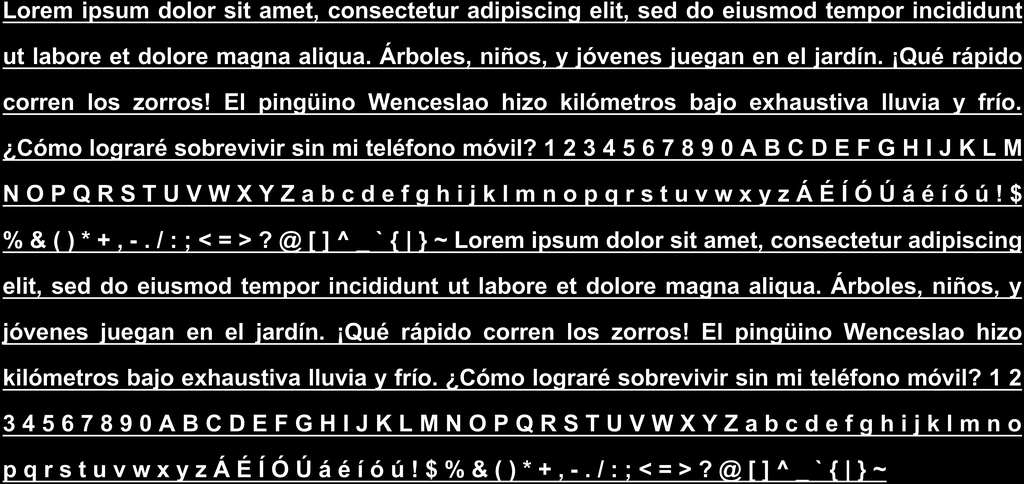 Lorem ipsum dolor sit amet, consectetur adipiscing elit, sed do eiusmod tempor incididunt
ut labore et dolore magna aliqua. Árboles, niños, y jóvenes juegan en el jardín. ¡Qué rápido
corren los zorros! El pingüino Wenceslao hizo kilómetros bajo exhaustiva lluvia y frío.
¿Cómo lograré sobrevivir sin mi teléfono móvil? 1 2 3 4 5 6 7 8 9 0 A B C D E F G H I J K L M
N O P Q R S T U V W X Y Z a b c d e f g h i j k l m n o p q r s t u v w x y z Á É Í Ó Ú á é í ó ú ! $
% & ( ) * + , - . / : ; < = > ? @ [ ] ^ _ ` { | } ~ Lorem ipsum dolor sit amet, consectetur adipiscing
elit, sed do eiusmod tempor incididunt ut labore et dolore magna aliqua. Árboles, niños, y
jóvenes juegan en el jardín. ¡Qué rápido corren los zorros! El pingüino Wenceslao hizo
kilómetros bajo exhaustiva lluvia y frío. ¿Cómo lograré sobrevivir sin mi teléfono móvil? 1 2
3 4 5 6 7 8 9 0 A B C D E F G H I J K L M N O P Q R S T U V W X Y Z a b c d e f g h i j k l m n o
p q r s t u v w x y z Á É Í Ó Ú á é í ó ú ! $ % & ( ) * + , - . / : ; < = > ? @ [ ] ^ _ ` { | } ~